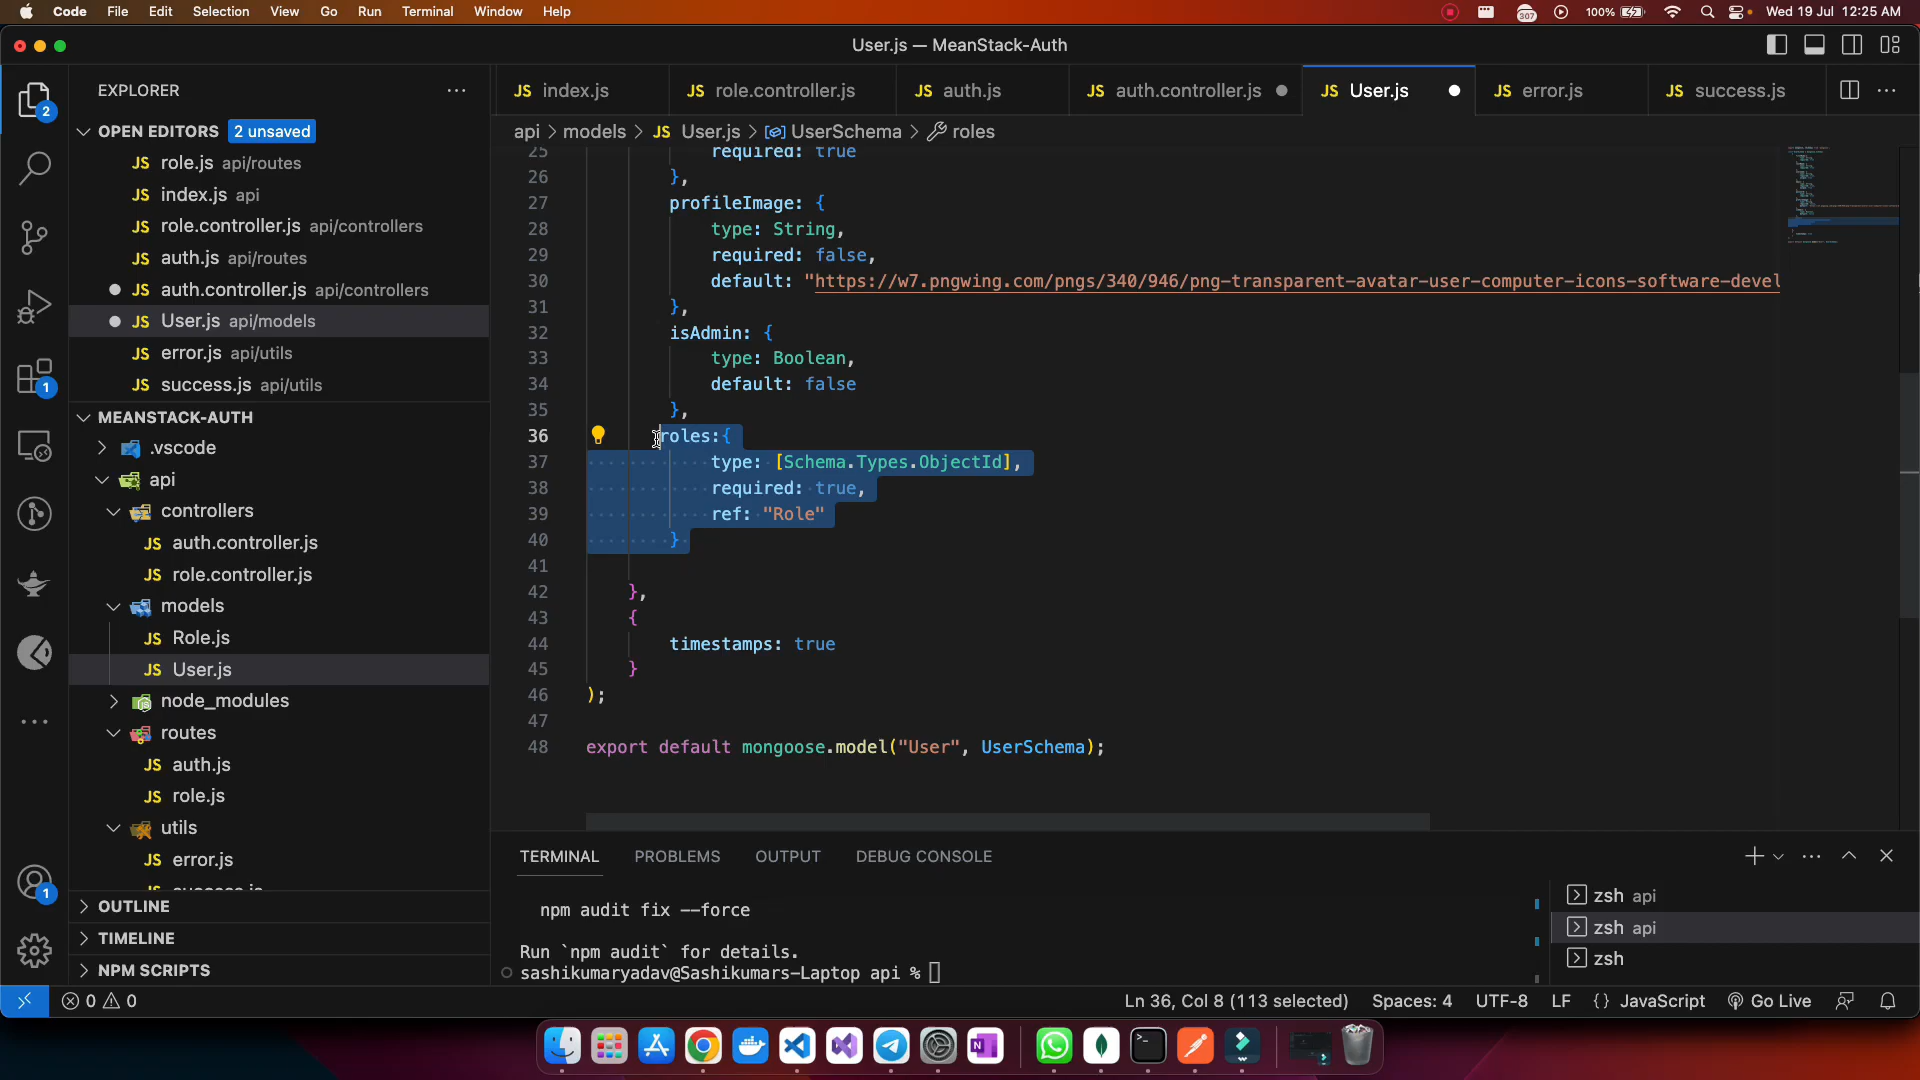 Code File Edit Selection View Go Run Terminal Window Help 307 100% Wed 19 Jul 12:25 AM
User.js — MeanStack-Auth
EXPLORER
JS index.js JS role.controller.js JS auth.js JS auth.controller.js JS User.js JS error.js JS success.js
2
OPEN EDITORS 2 unsaved
api > models > JS User.js > UserSchema > roles
JS role.js api/routes
JS index.js api
JS role.controller.js api/controllers
JS auth.js api/routes
JS auth.controller.js api/controllers
JS User.js api/models
JS error.js api/utils
JS success.js api/utils
1
MEANSTACK-AUTH
.vscode
api
controllers
JS auth.controller.js
JS role.controller.js
models
JS Role.js
JS User.js
node_modules
routes
JS auth.js
JS role.js
utils
JS error.js
JS success.js
1
OUTLINE
TIMELINE
NPM SCRIPTS
25 required: true
26 },
27 profileImage: {
28 type: String,
29 required: false,
30 default: "https://w7.pngwing.com/pngs/340/946/png-transparent-avatar-user-computer-icons-software-devel
31 },
32 isAdmin: {
33 type: Boolean,
34 default: false
35 },
36 roles:{
37 type: [Schema.Types.ObjectId],
38 required: true,
39 ref: "Role"
40 }
41
42 },
43 {
44 timestamps: true
45 }
46 );
47
48 export default mongoose.model("User", UserSchema);
TERMINAL PROBLEMS OUTPUT DEBUG CONSOLE
npm audit fix --force
Run `npm audit` for details.
sashikumaryadav@Sashikumars-Laptop api %
zsh api
zsh api
zsh
0 0 Ln 36, Col 8 (113 selected) Spaces: 4 UTF-8 LF {} JavaScript Go Live